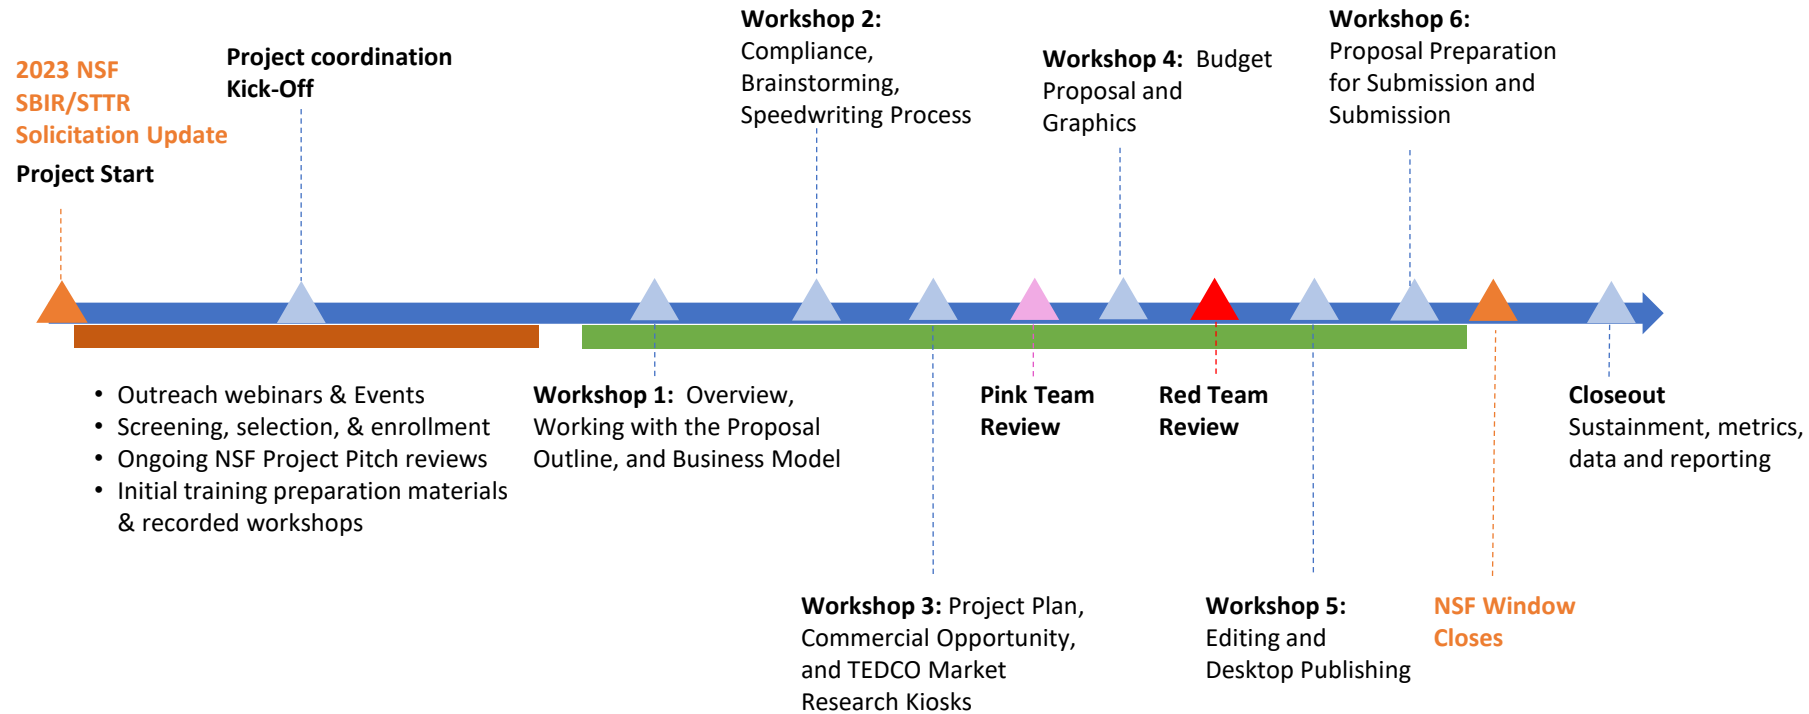 2023 NSF
SBIR/STTR
Solicitation Update
Project Start
Project coordination
Kick-Off
Workshop 2:
Compliance,
Brainstorming,
Speedwriting Process
Workshop 4: Budget
Proposal and
Graphics
Workshop 6:
Proposal Preparation
for Submission and
Submission
• Outreach webinars & Events
• Screening, selection, & enrollment
• Ongoing NSF Project Pitch reviews
• Initial training preparation materials
& recorded workshops
Workshop 1: Overview,
Working with the Proposal
Outline, and Business Model
Pink Team
Review
Red Team
Review
Closeout
Sustainment, metrics,
data and reporting
Workshop 3: Project Plan,
Commercial Opportunity,
and TEDCO Market
Research Kiosks
Workshop 5:
Editing and
Desktop Publishing
NSF Window
Closes